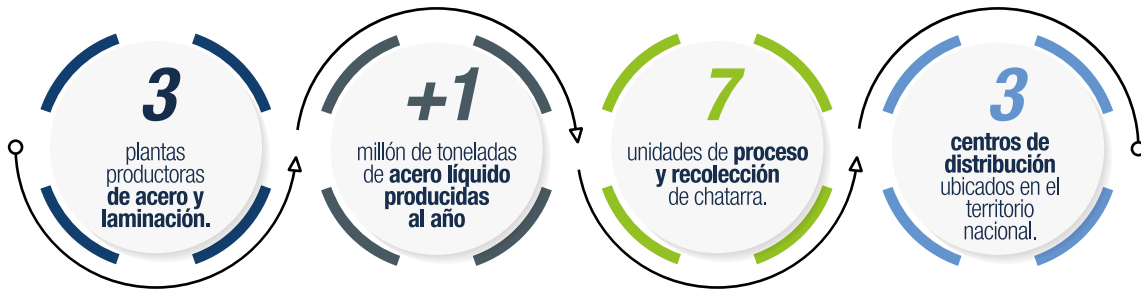 3
plantas
productoras
de acero y
laminación.
+1
millón de toneladas
de acero líquido
producidas
al año
7
unidades de proceso
y recolección
de chatarra.
3
centros de
distribución
ubicados en el
territorio
nacional.